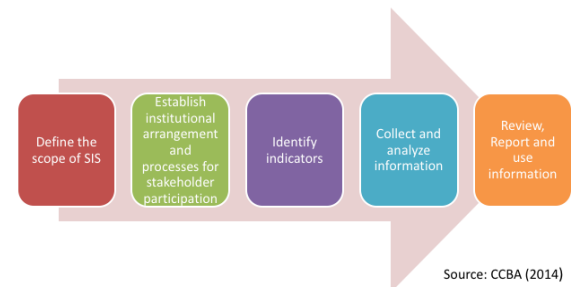 Define the
scope of SIS
Establish
institutional
arrangement
and
processes for
stakeholder
participation
Identify
indicators
Collect and
analyze
information
Review,
Report and
use
information
Source: CCBA (2014)